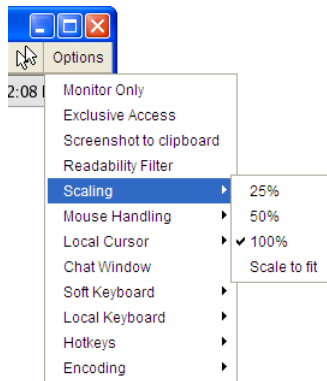 Options
2:08
Monitor Only
Exclusive Access
Screenshot to clipboard
Readability Filter
Scaling
25%
Mouse Handling
50%
Local Cursor
100%
Chat Window
Scale to fit
Soft Keyboard
Local Keyboard
Hotkeys
Encoding